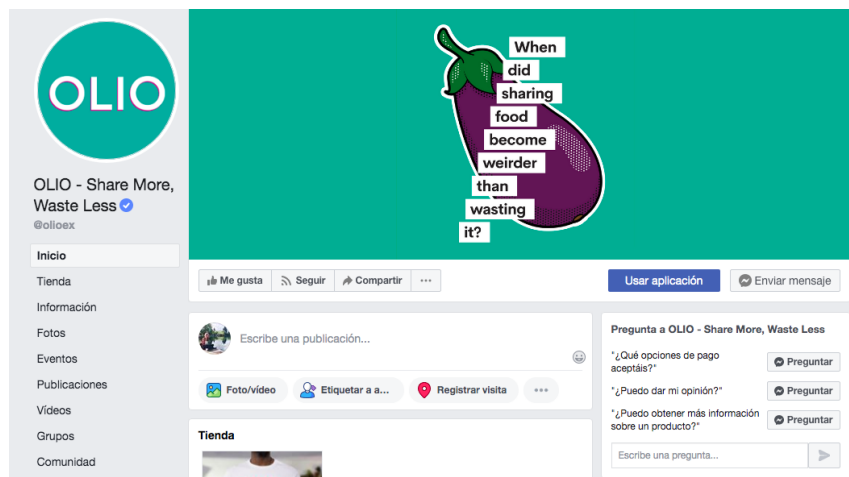 OLIO
OLIO - Share More,
Waste Less
@olioex
Inicio
Tienda
Información
Fotos
Eventos
Publicaciones
Vídeos
Grupos
Comunidad
When
did
sharing
food
become
weirder
than
wasting
it?
Me gusta
Seguir
Compartir
...
Usar aplicación
Enviar mensaje
Escribe una publicación...
Foto/vídeo
Etiquetar a a...
Registrar visita
...
Tienda
Pregunta a OLIO - Share More, Waste Less
"¿Qué opciones de pago
aceptáis?"
Preguntar
"¿Puedo dar mi opinión?"
Preguntar
"¿Puedo obtener más información
sobre un producto?"
Preguntar
Escribe una pregunta...